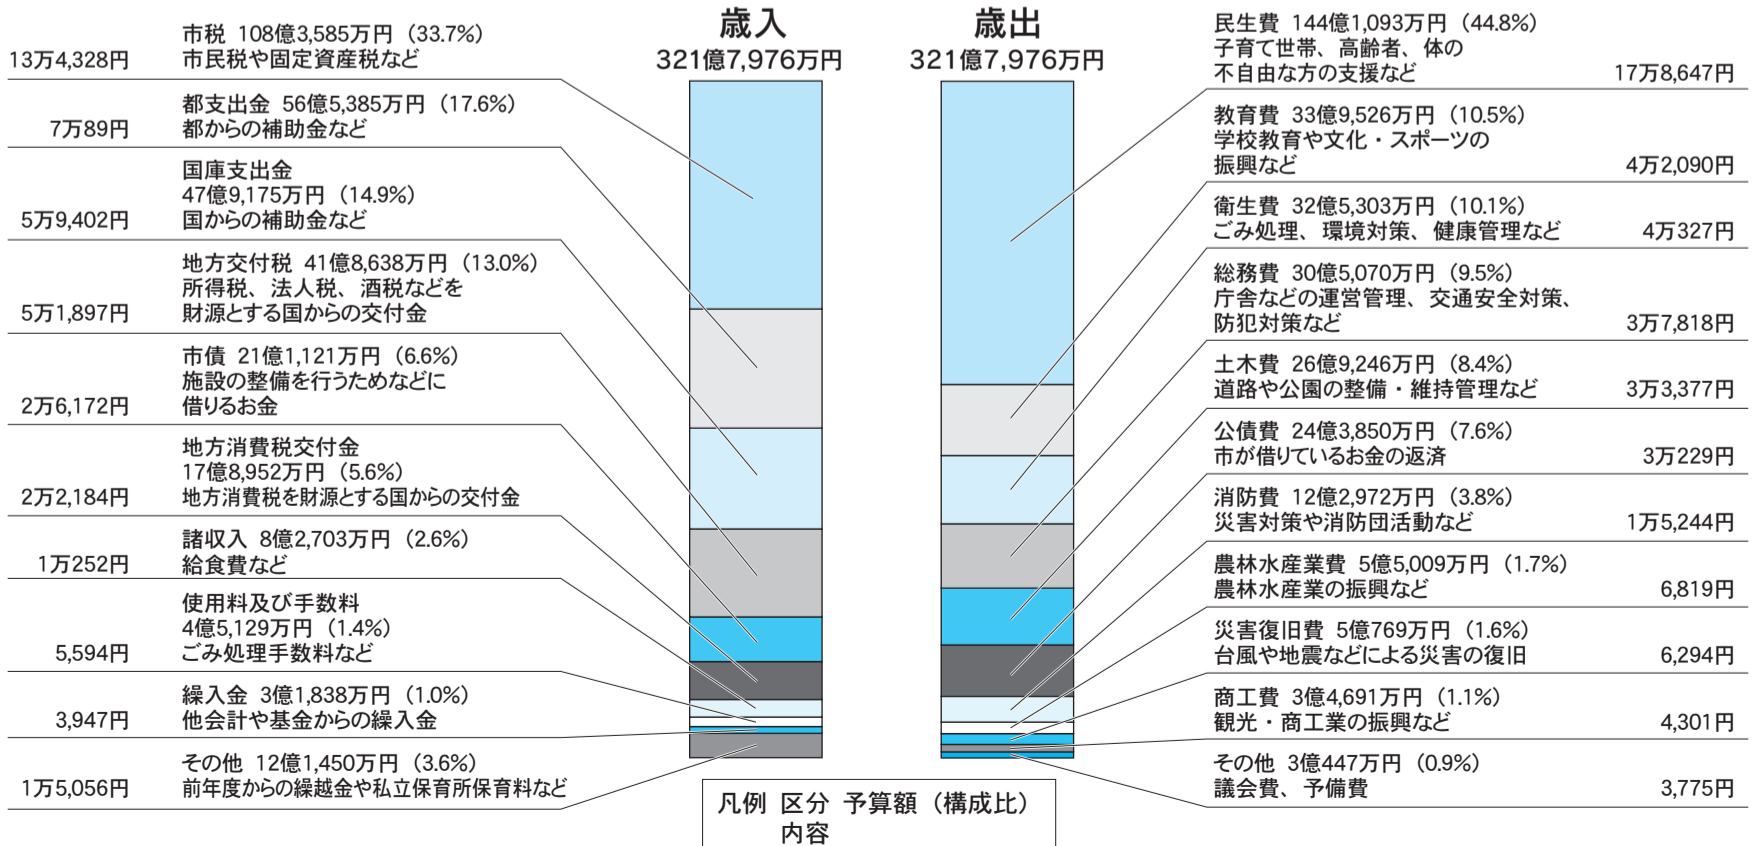 歳入
321億7,976万円
市税 108億3,585万円（33.7%）
市民税や固定資産税など
13万4,328円
都支出金 56億5,385万円（17.6%）
都からの補助金など
7万89円
国庫支出金
47億9,175万円（14.9%）
国からの補助金など
5万9,402円
地方交付税 41億8,638万円（13.0%）
所得税、法人税、酒税などを
財源とする国からの交付金
5万1,897円
市債 21億1,121万円（6.6%）
施設の整備を行うためなどに
借りるお金
2万6,172円
地方消費税交付金
17億8,952万円（5.6%）
地方消費税を財源とする国からの交付金
2万2,184円
諸収入 8億2,703万円（2.6%）
給食費など
1万252円
使用料及び手数料
4億5,129万円（1.4%）
ごみ処理手数料など
5,594円
繰入金 3億1,838万円（1.0%）
他会計や基金からの繰入金
3,947円
その他 12億1,450万円（3.6%）
前年度からの繰越金や私立保育所保育料など
1万5,056円
歳出
321億7,976万円
民生費 144億1,093万円（44.8%）
子育て世帯、高齢者、体の
不自由な方の支援など
17万8,647円
教育費 33億9,526万円（10.5%）
学校教育や文化・スポーツの
振興など
4万2,090円
衛生費 32億5,303万円（10.1%）
ごみ処理、環境対策、健康管理など
4万327円
総務費 30億5,070万円（9.5%）
庁舎などの運営管理、交通安全対策、
防犯対策など
3万7,818円
土木費 26億9,246万円（8.4%）
道路や公園の整備・維持管理など
3万3,377円
公債費 24億3,850万円（7.6%）
市が借りているお金の返済
3万229円
消防費 12億2,972万円（3.8%）
災害対策や消防団活動など
1万5,244円
農林水産業費 5億5,009万円（1.7%）
農林水産業の振興など
6,819円
災害復旧費 5億769万円（1.6%）
台風や地震などによる災害の復旧
6,294円
商工費 3億4,691万円（1.1%）
観光・商工業の振興など
4,301円
その他 3億447万円（0.9%）
議会費、予備費
3,775円
凡例 区分 予算額（構成比）
内容